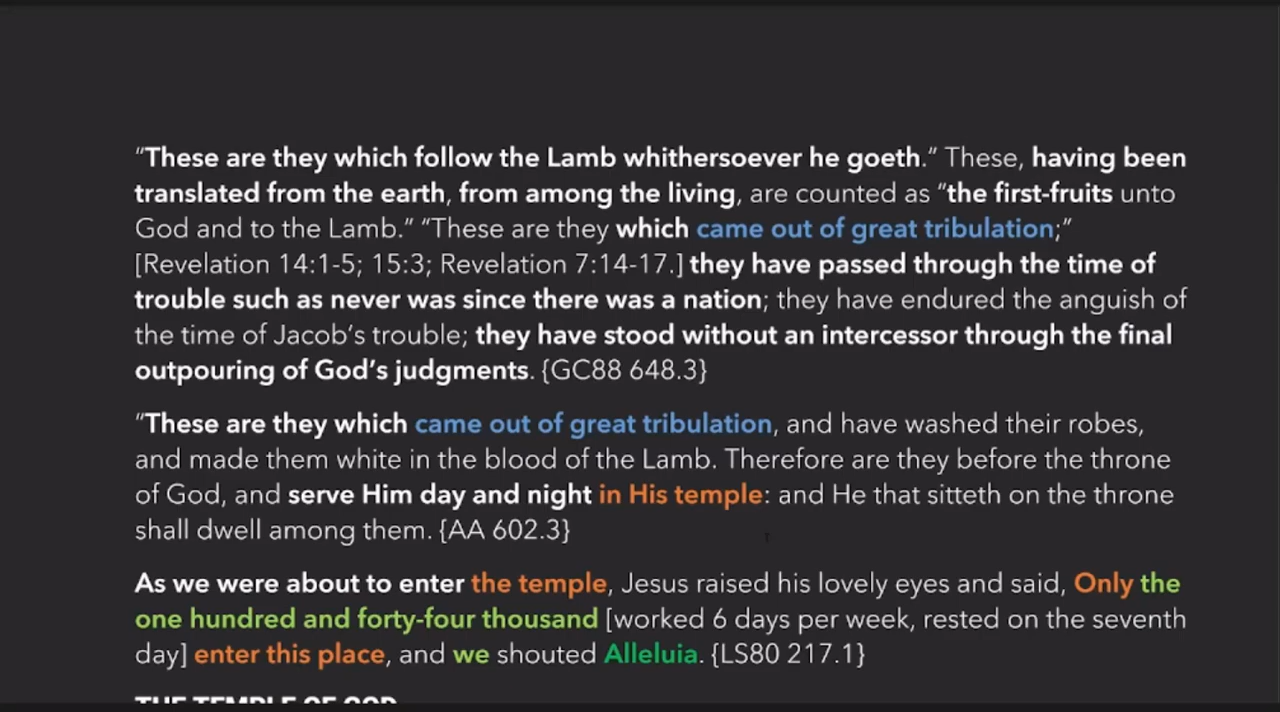 “These are they which follow the Lamb whithersoever he goeth.” These, having been
translated from the earth, from among the living, are counted as “the first-fruits unto
God and to the Lamb.” “These are they which came out of great tribulation;”
[Revelation 14:1-5; 15:3; Revelation 7:14-17.] they have passed through the time of
trouble such as never was since there was a nation; they have endured the anguish of
the time of Jacob’s trouble; they have stood without an intercessor through the final
outpouring of God’s judgments. {GC88 648.3}
“These are they which came out of great tribulation, and have washed their robes,
and made them white in the blood of the Lamb. Therefore are they before the throne
of God, and serve Him day and night in His temple: and He that sitteth on the throne
shall dwell among them. {AA 602.3}
As we were about to enter the temple, Jesus raised his lovely eyes and said, Only the
one hundred and forty-four thousand [worked 6 days per week, rested on the seventh
day] enter this place, and we shouted Alleluia. {LS80 217.1}
THE TEMPLE OF GOD